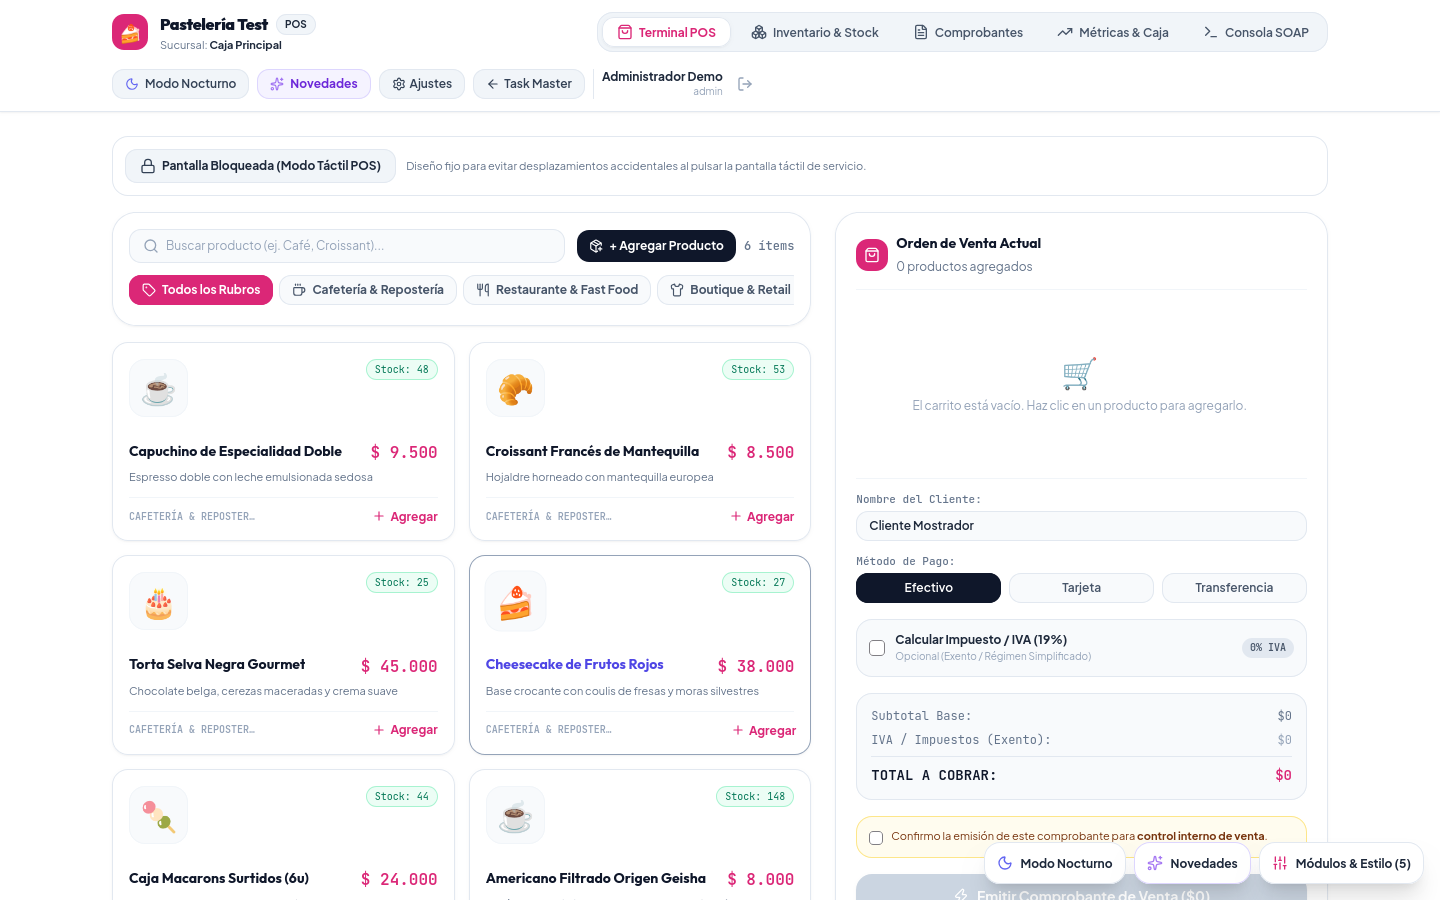 Pastelería Test
POS
Sucursal: Caja Principal
Terminal POS
Inventario & Stock
Comprobantes
Métricas & Caja
Consola SOAP
Modo Nocturno
Novedades
Ajustes
Task Master
Administrador Demo
admin
Pantalla Bloqueada (Modo Táctil POS)
Diseño fijo para evitar desplazamientos accidentales al pulsar la pantalla táctil de servicio.
Buscar producto (ej. Café, Croissant)...
+ Agregar Producto
6 ítems
Todos los Rubros
Cafetería & Repostería
Restaurante & Fast Food
Boutique & Retail
Stock: 48
Capuchino de Especialidad Doble
$ 9.500
Espresso doble con leche emulsionada sedosa
CAFETERÍA & REPOSTER…
Agregar
Stock: 53
Croissant Francés de Mantequilla
$ 8.500
Hojaldre horneado con mantequilla europea
CAFETERÍA & REPOSTER…
Agregar
Stock: 25
Torta Selva Negra Gourmet
$ 45.000
Chocolate belga, cerezas maceradas y crema suave
CAFETERÍA & REPOSTER…
Agregar
Stock: 27
Cheesecake de Frutos Rojos
$ 38.000
Base crocante con coulis de fresas y moras silvestres
CAFETERÍA & REPOSTER…
Agregar
Stock: 44
Caja Macarons Surtidos (6u)
$ 24.000
Stock: 148
Americano Filtrado Origen Geisha
$ 8.000
Orden de Venta Actual
0 productos agregados
El carrito está vacío. Haz clic en un producto para agregarlo.
Nombre del Cliente:
Cliente Mostrador
Método de Pago:
Efectivo
Tarjeta
Transferencia
Calcular Impuesto / IVA (19%)
Opcional (Exento / Régimen Simplificado)
0% IVA
Subtotal Base:
$0
IVA / Impuestos (Exento):
$0
TOTAL A COBRAR:
$0
Confirmo la emisión de este comprobante para control interno de venta.
Emitir Comprobante de Venta ($0)
Modo Nocturno
Novedades
Módulos & Estilo (5)